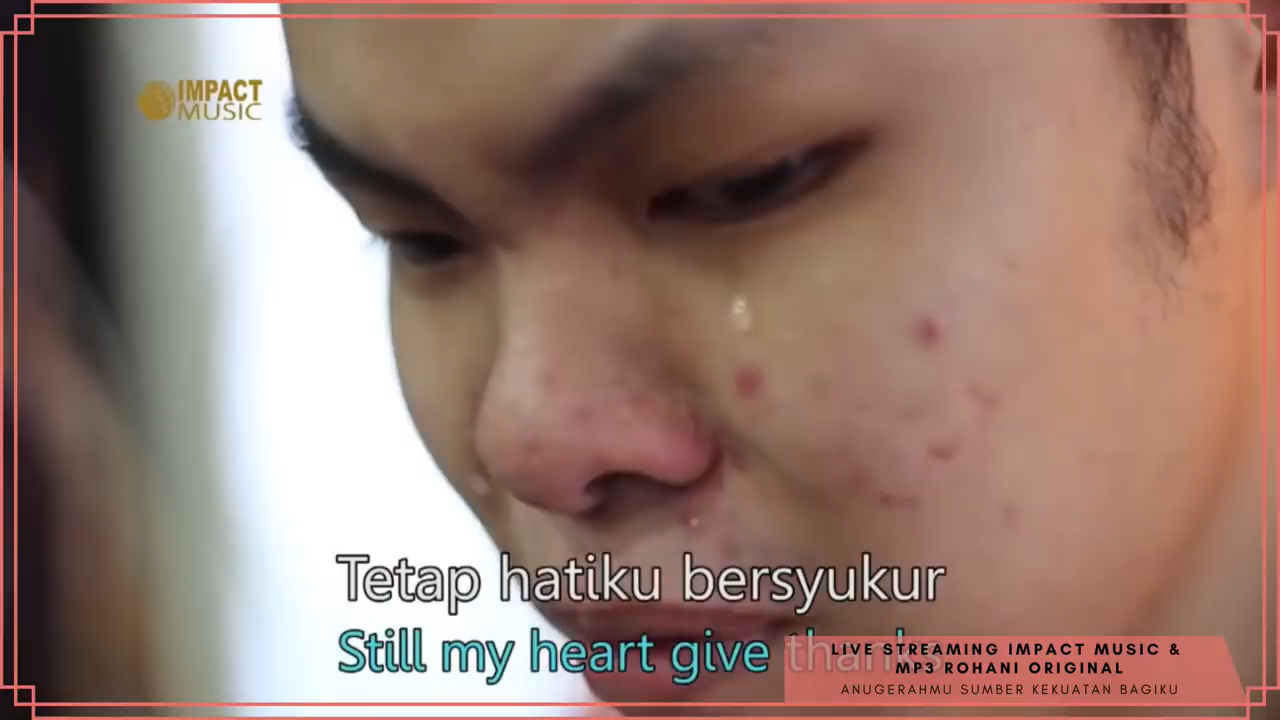 IMPACT
MUSIC
Tetap hatiku bersyukur
Still my heart give thanks
LIVE STREAMING IMPACT MUSIC &
MP3 ROHANI ORIGINAL
ANUGERAHMU SUMBER KEKUATAN BAGIKU